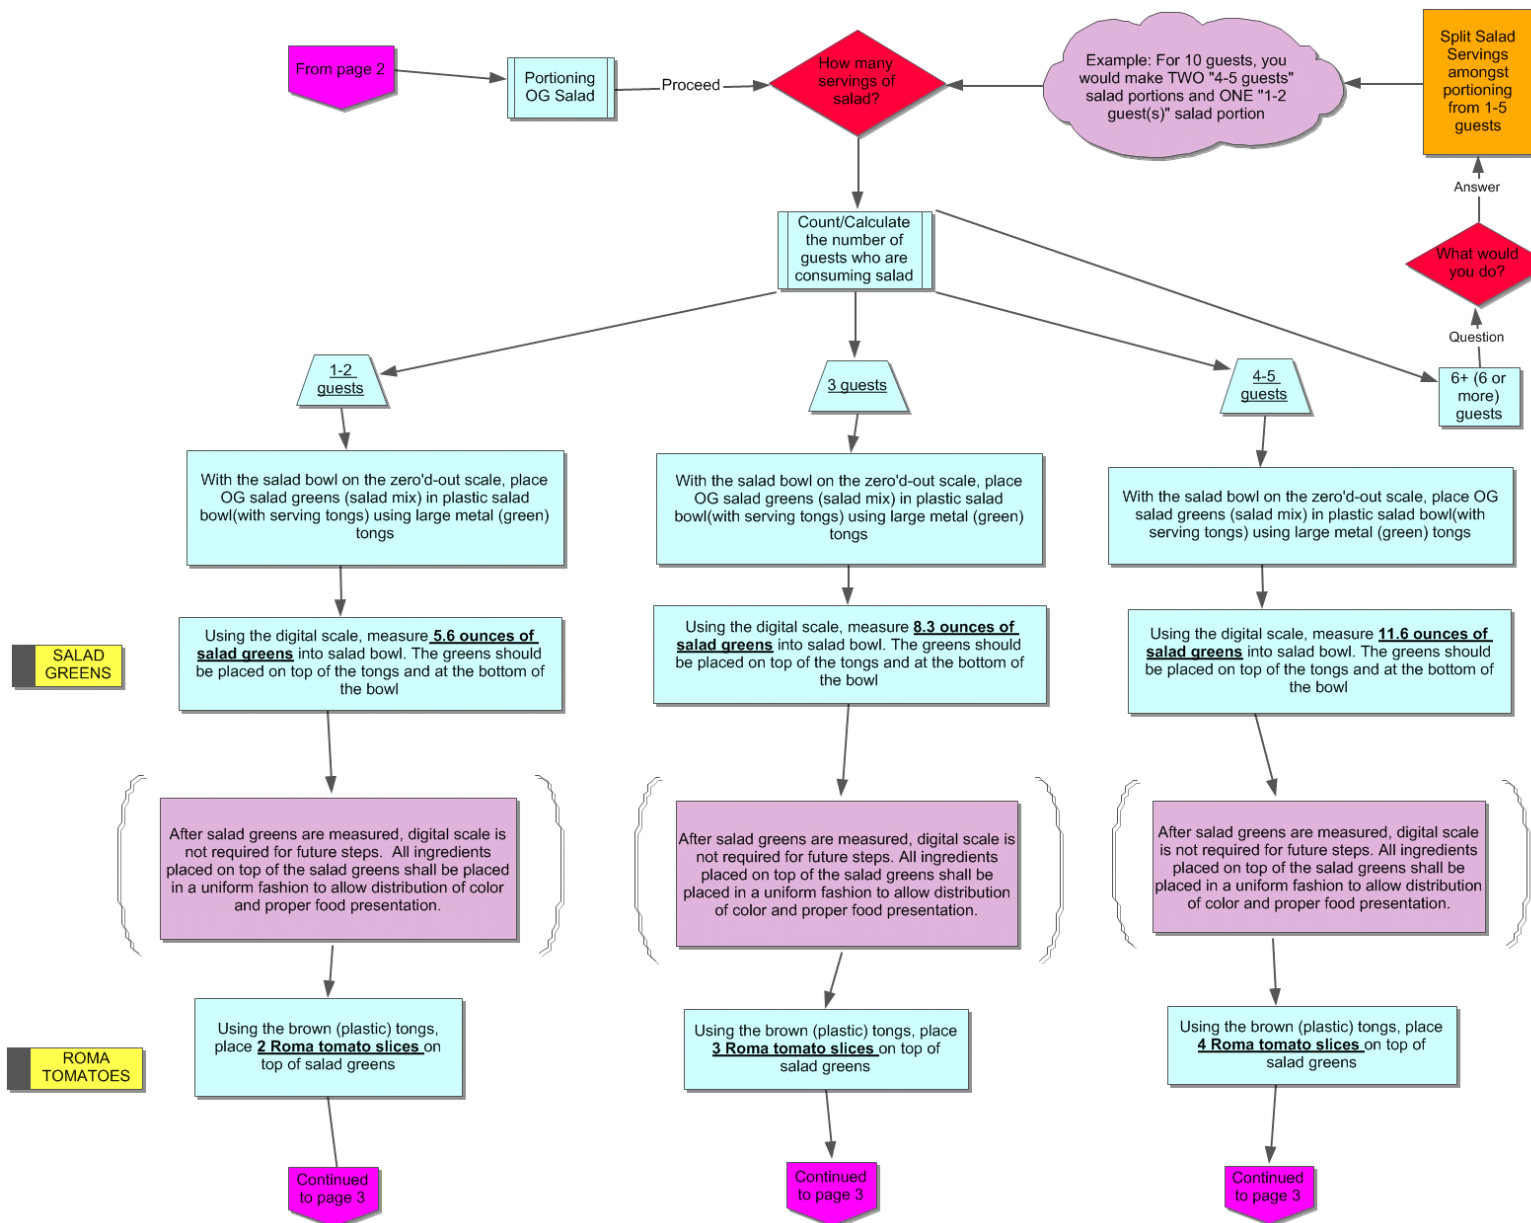 From page 2
Portioning
OG Salad
Proceed
How many
servings of
salad?
Example: For 10 guests, you
would make TWO "4-5 guests"
salad portions and ONE "1-2
guest(s)" salad portion
Split Salad
Servings
amongst
portioning
from 1-5
guests
Answer
What would
you do?
Question
6+ (6 or
more)
guests
Count/Calculate
the number of
guests who are
consuming salad
1-2
guests
3 guests
4-5
guests
With the salad bowl on the zero'd-out scale, place
OG salad greens (salad mix) in plastic salad
bowl(with serving tongs) using large metal (green)
tongs
With the salad bowl on the zero'd-out scale, place
OG salad greens (salad mix) in plastic salad
bowl(with serving tongs) using large metal (green)
tongs
With the salad bowl on the zero'd-out scale, place OG
salad greens (salad mix) in plastic salad bowl(with
serving tongs) using large metal (green) tongs
SALAD
GREENS
Using the digital scale, measure 5.6 ounces of
salad greens into salad bowl. The greens should
be placed on top of the tongs and at the bottom of
the bowl
Using the digital scale, measure 8.3 ounces of
salad greens into salad bowl. The greens should
be placed on top of the tongs and at the bottom of
the bowl
Using the digital scale, measure 11.6 ounces of
salad greens into salad bowl. The greens should
be placed on top of the tongs and at the bottom of
the bowl
After salad greens are measured, digital scale is
not required for future steps. All ingredients
placed on top of the salad greens shall be placed
in a uniform fashion to allow distribution of color
and proper food presentation.
After salad greens are measured, digital scale is
not required for future steps. All ingredients
placed on top of the salad greens shall be
placed in a uniform fashion to allow distribution
of color and proper food presentation.
After salad greens are measured, digital scale
is not required for future steps. All ingredients
placed on top of the salad greens shall be
placed in a uniform fashion to allow distribution
of color and proper food presentation.
ROMA
TOMATOES
Using the brown (plastic) tongs,
place 2 Roma tomato slices on
top of salad greens
Using the brown (plastic) tongs, place
3 Roma tomato slices on top of
salad greens
Using the brown (plastic) tongs, place
4 Roma tomato slices on top of
salad greens
Continued
to page 3
Continued
to page 3
Continued
to page 3